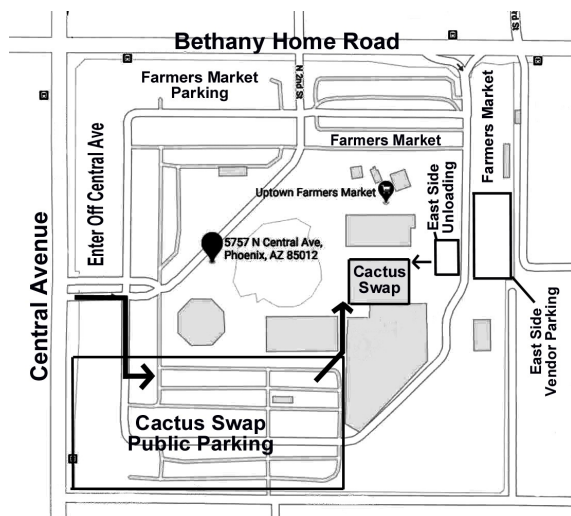 Bethany Home Road
N 2nd St
3rd St
Farmers Market
Parking
Farmers Market
Farmers Market
Enter Off Central Ave
Central Avenue
Uptown Farmers Market
East Side
Unloading
5757 N Central Ave,
Phoenix, AZ 85012
Cactus
Swap
East Side
Vendor Parking
Cactus Swap
Public Parking